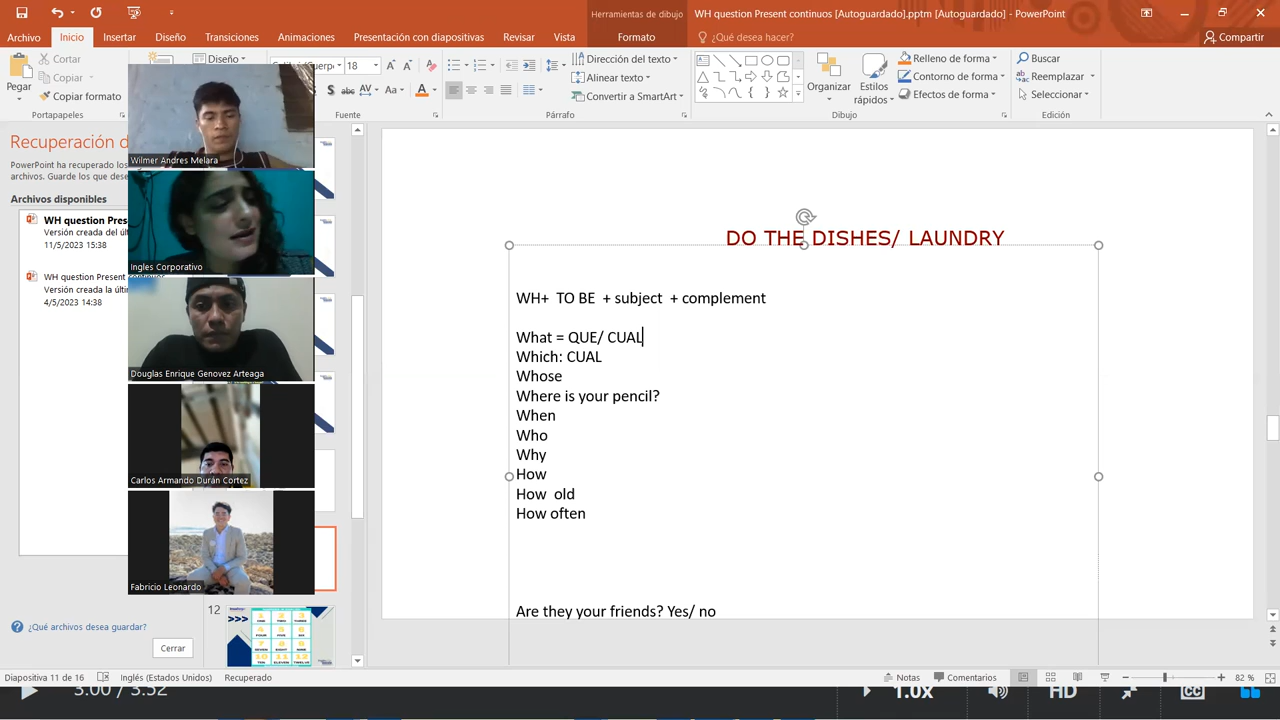 Herramientas de dibujo
WH question Present continuos [Autoguardado].pptm [Autoguardado] - PowerPoint
Archivo
Inicio
Insertar
Diseño
Transiciones
Animaciones
Presentación con diapositivas
Revisar
Vista
Formato
¿Qué desea hacer?
Compartir
Pegar
Cortar
Copiar
Copiar formato
Portapapeles
Diseño
18
Fuente
Dirección del texto
Alinear texto
Convertir a SmartArt
Párrafo
Organizar
Estilos rápidos
Relleno de forma
Contorno de forma
Efectos de forma
Dibujo
Buscar
Reemplazar
Seleccionar
Edición
Recuperación d
PowerPoint ha recuperado los
archivos. Guarde los que dese
Archivos disponibles
WH question Pres
Versión creada del
11/5/2023 15:38
WH question Present
Versión creada la últi
4/5/2023 14:38
¿Qué archivos desea guardar?
Cerrar
Wilmer Andres Melara
Ingles Corporativo
Douglas Enrique Genovez Arteaga
Carlos Armando Durán Cortez
Fabricio Leonardo
12
DO THE DISHES/ LAUNDRY
WH+ TO BE + subject + complement
What = QUE/ CUAL
Which: CUAL
Whose
Where is your pencil?
When
Who
Why
How
How old
How often
Are they your friends? Yes/ no
Diapositiva 11 de 16
Inglés (Estados Unidos)
Recuperado
Notas
Comentarios
82 %
3:00 / 3:52
1.0x
HD
CC